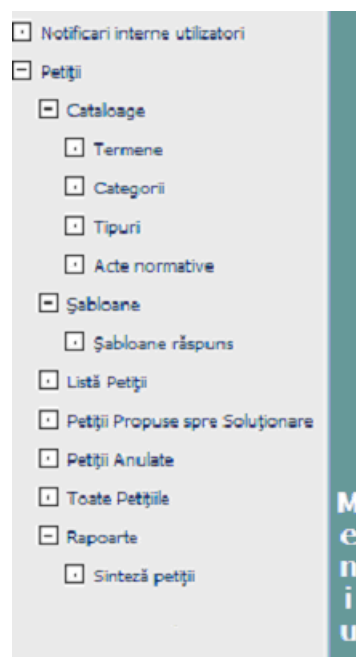 Notificari interne utilizatori
Petiţii
Cataloage
Termene
Categorii
Tipuri
Acte normative
Şabloane
Şabloane răspuns
Listă Petiţii
Petiţii Propuse spre Soluţionare
Petiţii Anulate
Toate Petiţiile
Rapoarte
Sinteză petiţii
Meniu